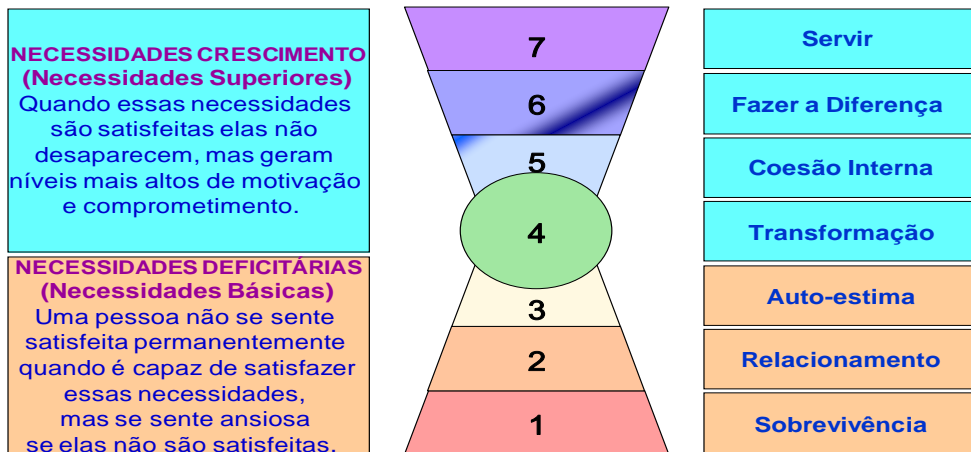 NECESSIDADES CRESCIMENTO
(Necessidades Superiores)
Quando essas necessidades
são satisfeitas elas não
desaparecem, mas geram
níveis mais altos de motivação
e comprometimento.
NECESSIDADES DEFICITÁRIAS
(Necessidades Básicas)
Uma pessoa não se sente
satisfeita permanentemente
quando é capaz de satisfazer
essas necessidades,
mas se sente ansiosa
se elas não são satisfeitas.
7
6
5
4
3
2
1
Servir
Fazer a Diferença
Coesão Interna
Transformação
Auto-estima
Relacionamento
Sobrevivência